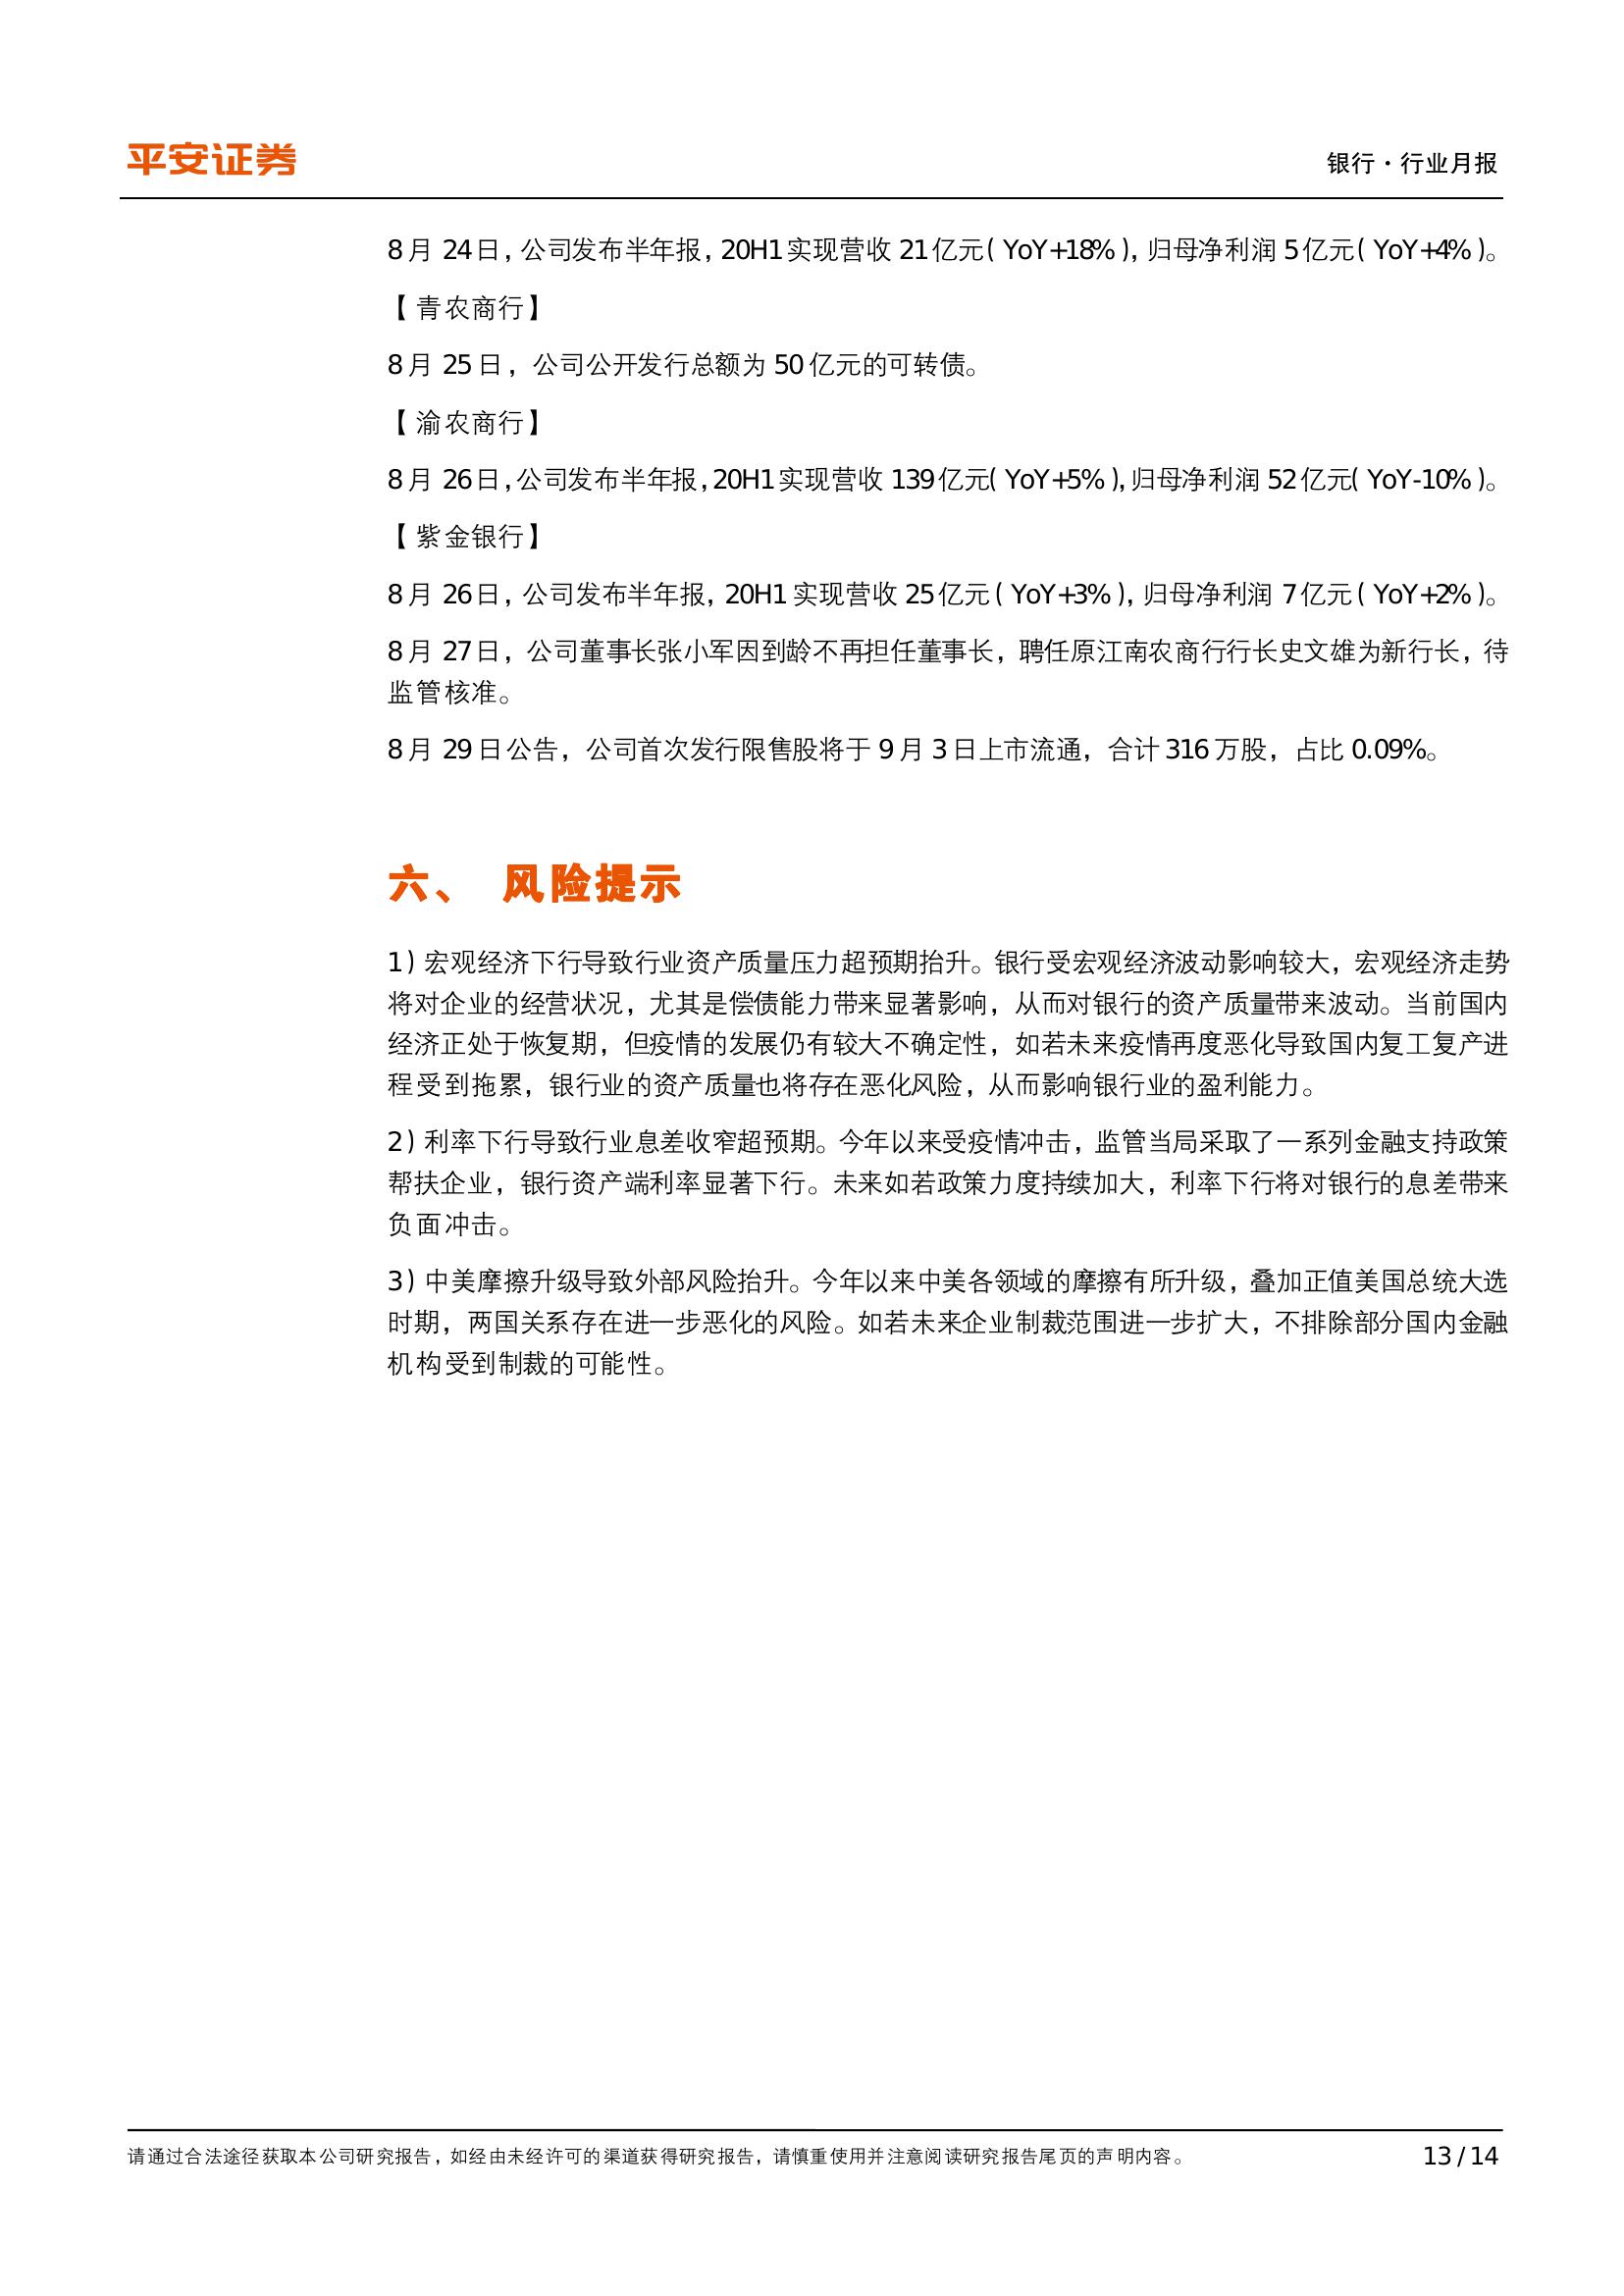 平安证券
银行·行业月报
8月24日，公司发布半年报，20H1实现营收21亿元（YoY+18%），归母净利润5亿元（YoY+4%）。
【青农商行】
8月25日，公司公开发行总额为50亿元的可转债。
【渝农商行】
8月26日，公司发布半年报，20H1实现营收139亿元（YoY+5%），归母净利润52亿元（YoY-10%）。
【紫金银行】
8月26日，公司发布半年报，20H1实现营收25亿元（YoY+3%），归母净利润7亿元（YoY+2%）。
8月27日，公司董事长张小军因到龄不再担任董事长，聘任原江南农商行行长史文雄为新行长，待
监管核准。
8月29日公告，公司首次发行限售股将于9月3日上市流通，合计316万股，占比0.09%。
六、 风险提示
1）宏观经济下行导致行业资产质量压力超预期抬升。银行受宏观经济波动影响较大，宏观经济走势
将对企业的经营状况，尤其是偿债能力带来显著影响，从而对银行的资产质量带来波动。当前国内
经济正处于恢复期，但疫情的发展仍有较大不确定性，如若未来疫情再度恶化导致国内复工复产进
程受到拖累，银行业的资产质量也将存在恶化风险，从而影响银行业的盈利能力。
2）利率下行导致行业息差收窄超预期。今年以来受疫情冲击，监管当局采取了一系列金融支持政策
帮扶企业，银行资产端利率显著下行。未来如若政策力度持续加大，利率下行将对银行的息差带来
负面冲击。
3）中美摩擦升级导致外部风险抬升。今年以来中美各领域的摩擦有所升级，叠加正值美国总统大选
时期，两国关系存在进一步恶化的风险。如若未来企业制裁范围进一步扩大，不排除部分国内金融
机构受到制裁的可能性。
请通过合法途径获取本公司研究报告，如经由未经许可的渠道获得研究报告，请慎重使用并注意阅读研究报告尾页的声明内容。
13 / 14